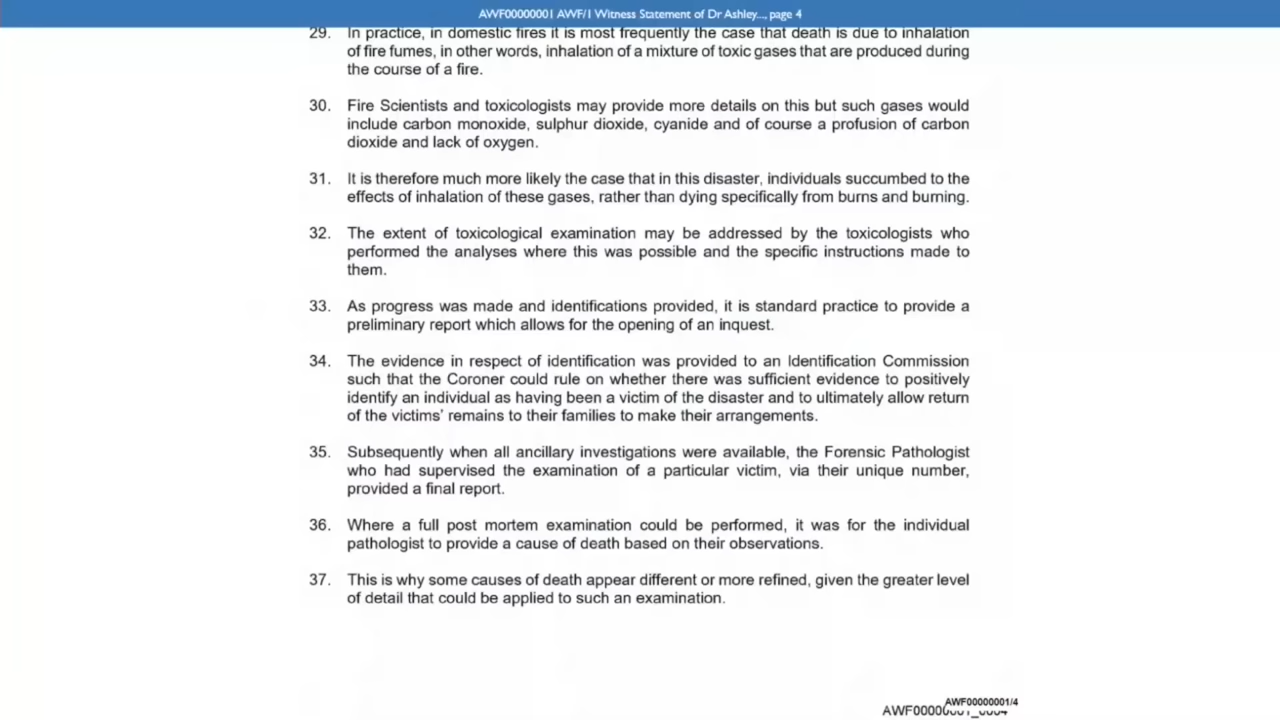 AWF00000001 AWF/1 Witness Statement of Dr Ashley..., page 4
29. In practice, in domestic fires it is most frequently the case that death is due to inhalation
of fire fumes, in other words, inhalation of a mixture of toxic gases that are produced during
the course of a fire.
30. Fire Scientists and toxicologists may provide more details on this but such gases would
include carbon monoxide, sulphur dioxide, cyanide and of course a profusion of carbon
dioxide and lack of oxygen.
31. It is therefore much more likely the case that in this disaster, individuals succumbed to the
effects of inhalation of these gases, rather than dying specifically from burns and burning.
32. The extent of toxicological examination may be addressed by the toxicologists who
performed the analyses where this was possible and the specific instructions made to
them.
33. As progress was made and identifications provided, it is standard practice to provide a
preliminary report which allows for the opening of an inquest.
34. The evidence in respect of identification was provided to an Identification Commission
such that the Coroner could rule on whether there was sufficient evidence to positively
identify an individual as having been a victim of the disaster and to ultimately allow return
of the victims' remains to their families to make their arrangements.
35. Subsequently when all ancillary investigations were available, the Forensic Pathologist
who had supervised the examination of a particular victim, via their unique number,
provided a final report.
36. Where a full post mortem examination could be performed, it was for the individual
pathologist to provide a cause of death based on their observations.
37. This is why some causes of death appear different or more refined, given the greater level
of detail that could be applied to such an examination.
AWF00000001/4